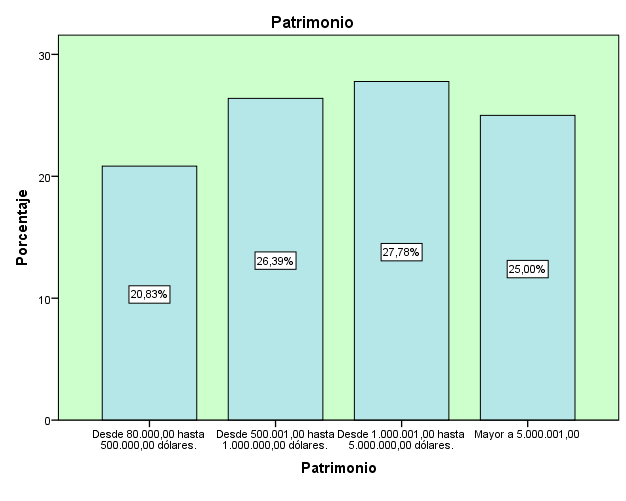 Patrimonio
30
20
10
0
Porcentaje
20,83%
26,39%
27,78%
25,00%
Desde 80.000,00 hasta
500.000,00 dólares.
Desde 500.001,00 hasta
1.000.000,00 dólares.
Desde 1.000.001,00 hasta
5.000.000,00 dólares.
Mayor a 5.000.001,00
Patrimonio